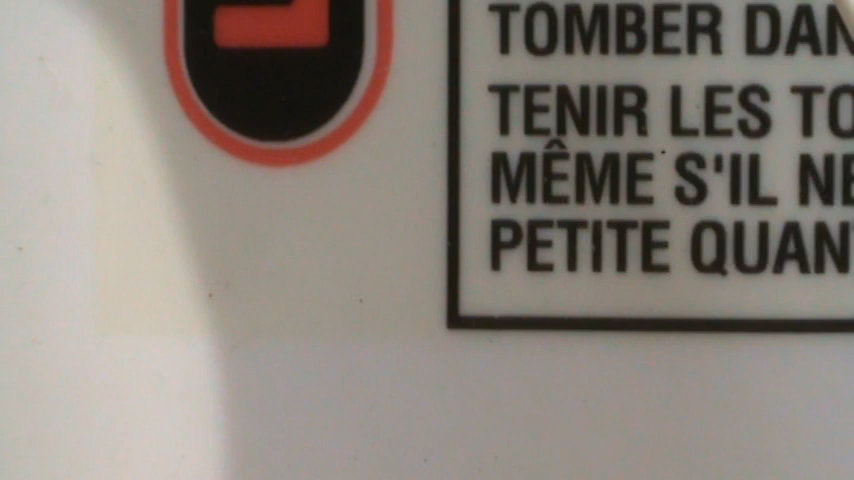 TOMBER DAN
TENIR LES TO
MÊME S'IL NE
PETITE QUAN